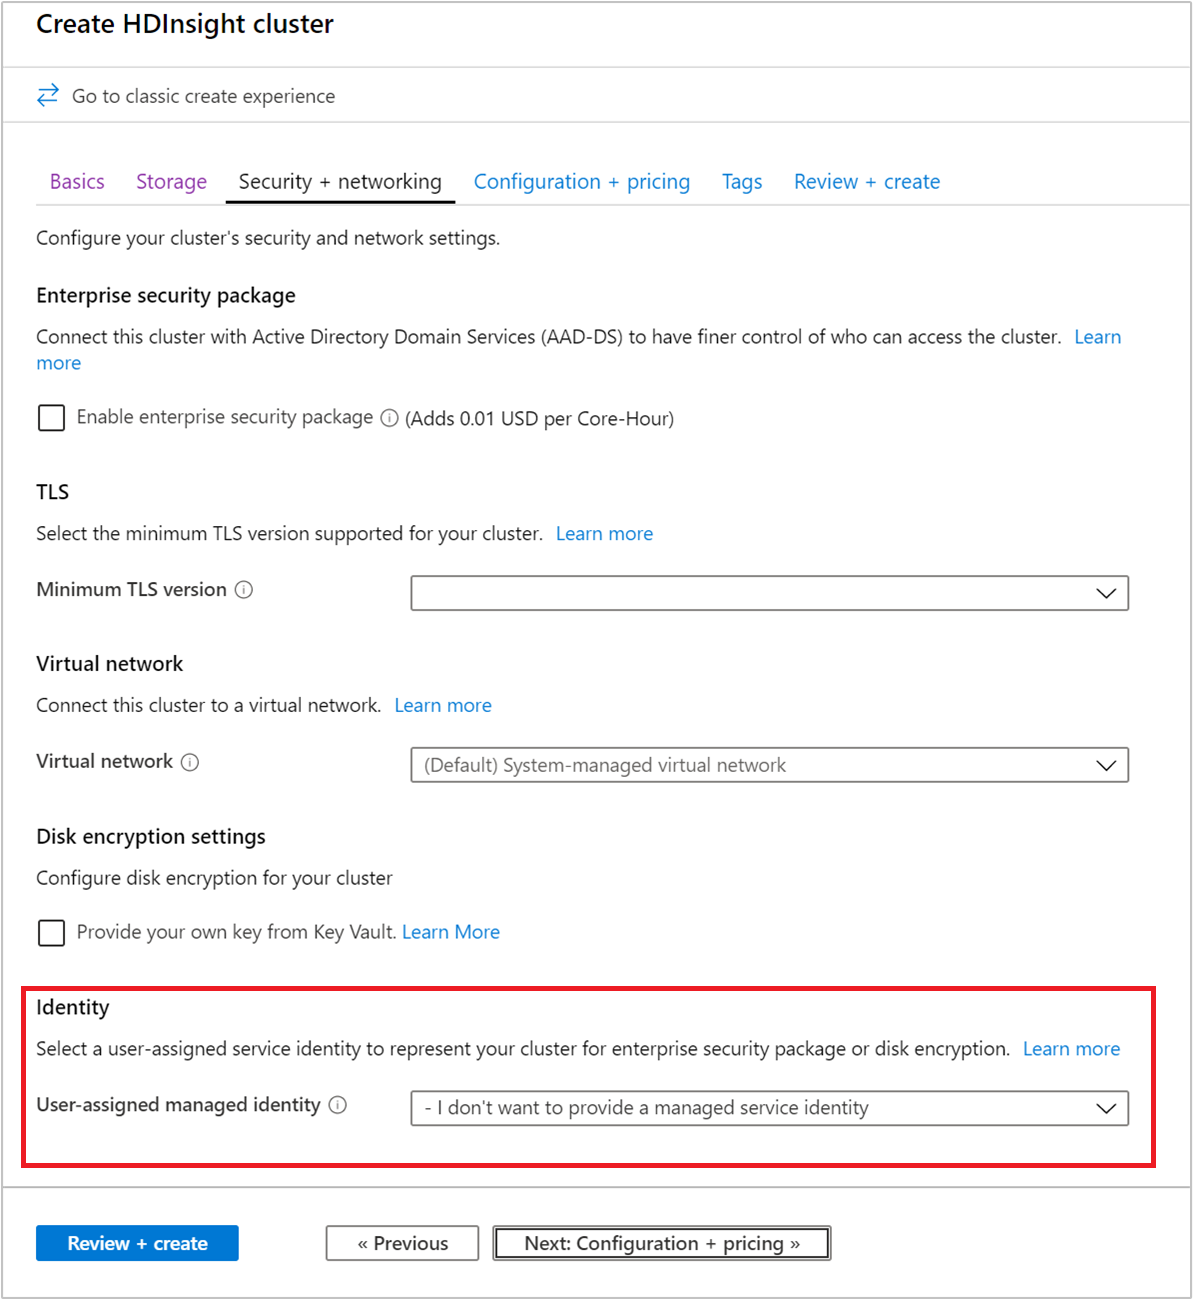 Create HDInsight cluster
Go to classic create experience
Basics Storage Security + networking Configuration + pricing Tags Review + create
Configure your cluster's security and network settings.
Enterprise security package
Connect this cluster with Active Directory Domain Services (AAD-DS) to have finer control of who can access the cluster. Learn
more
Enable enterprise security package (Adds 0.01 USD per Core-Hour)
TLS
Select the minimum TLS version supported for your cluster. Learn more
Minimum TLS version
Virtual network
Connect this cluster to a virtual network. Learn more
Virtual network (Default) System-managed virtual network
Disk encryption settings
Configure disk encryption for your cluster
Provide your own key from Key Vault. Learn More
Identity
Select a user-assigned service identity to represent your cluster for enterprise security package or disk encryption. Learn more
User-assigned managed identity - I don't want to provide a managed service identity
Review + create « Previous Next: Configuration + pricing »